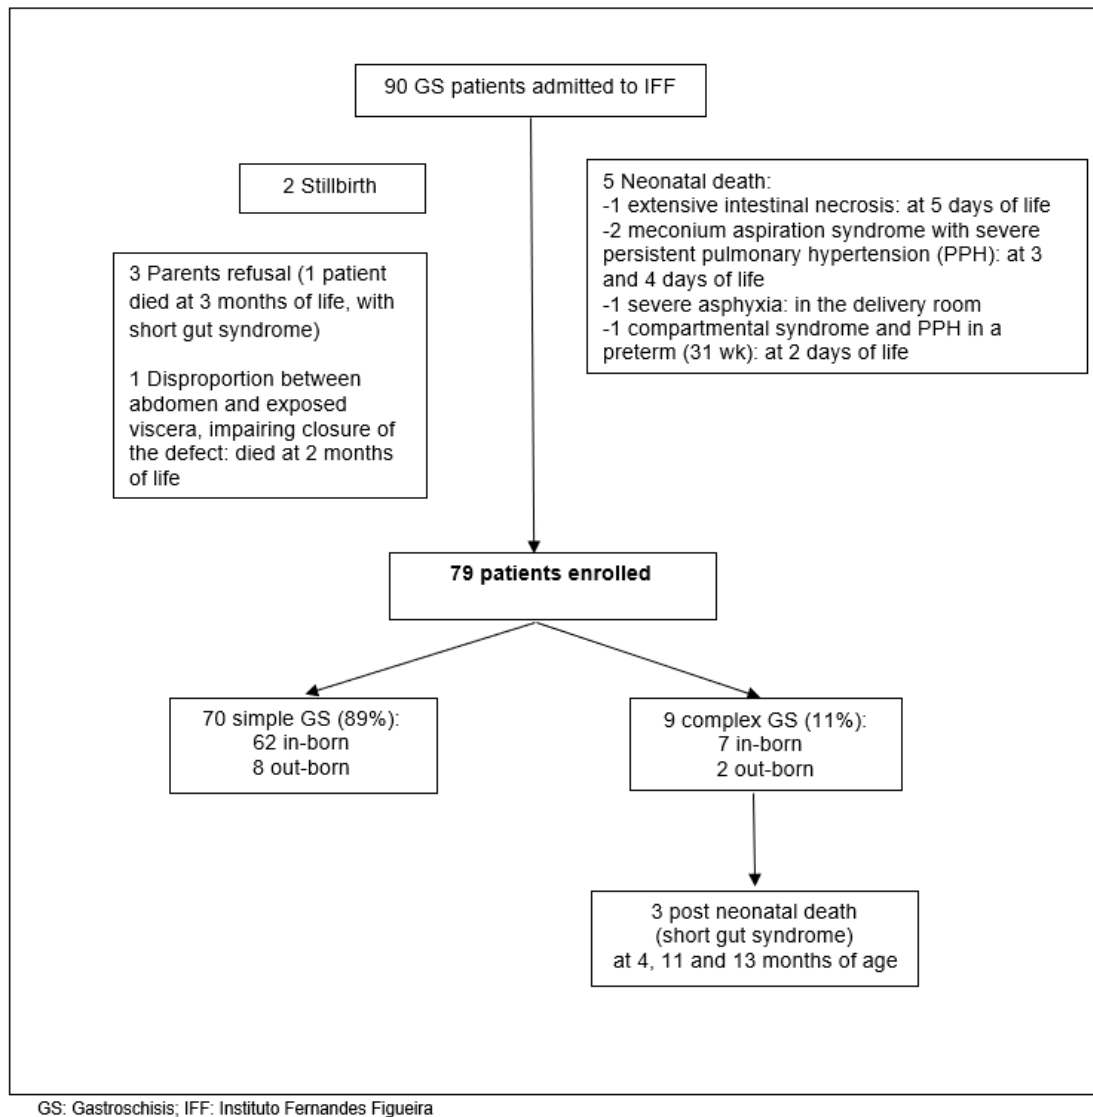 90 GS patients admitted to IFF
2 Stillbirth
5 Neonatal death:
-1 extensive intestinal necrosis: at 5 days of life
-2 meconium aspiration syndrome with severe
persistent pulmonary hypertension (PPH): at 3
and 4 days of life
-1 severe asphyxia: in the delivery room
-1 compartmental syndrome and PPH in a
preterm (31 wk): at 2 days of life
3 Parents refusal (1 patient
died at 3 months of life, with
short gut syndrome)
1 Disproportion between
abdomen and exposed
viscera, impairing closure of
the defect: died at 2 months
of life
79 patients enrolled
70 simple GS (89%):
62 in-born
8 out-born
9 complex GS (11%):
7 in-born
2 out-born
3 post neonatal death
(short gut syndrome)
at 4, 11 and 13 months of age
GS: Gastroschisis; IFF: Instituto Fernandes Figueira